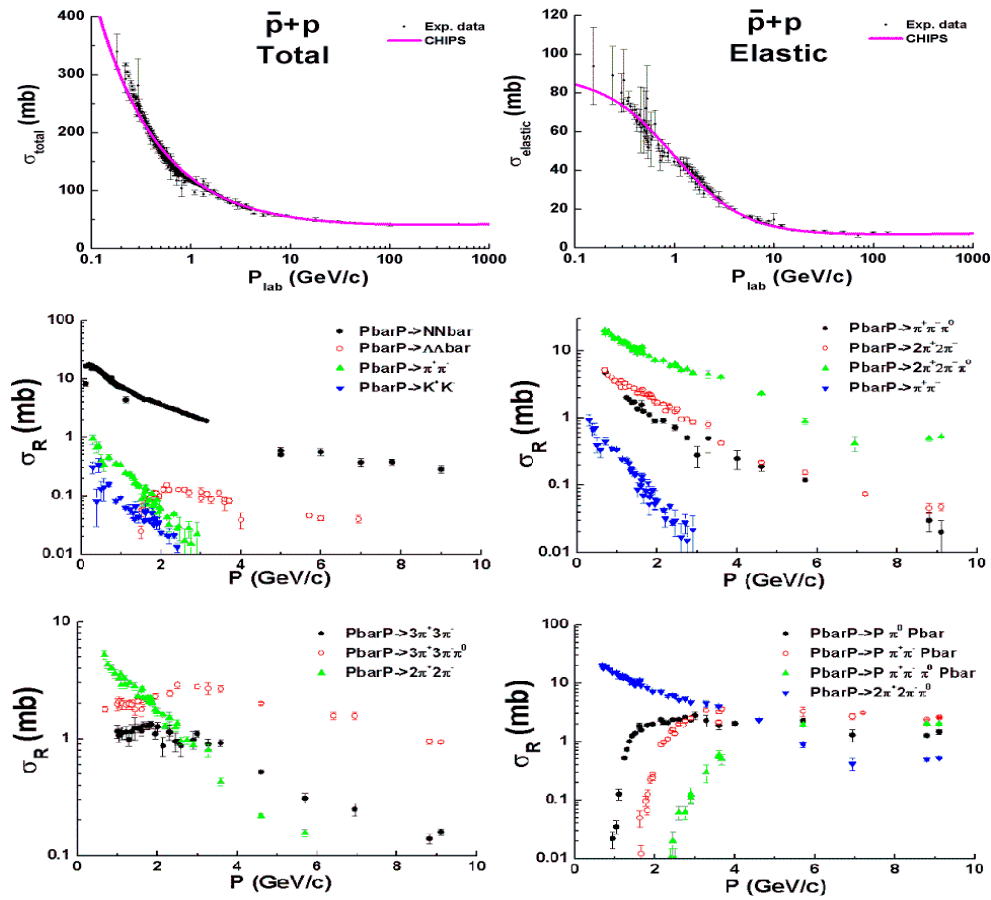 p̄+p
Total
Exp. data
CHIPS
σtotal (mb)
400
300
200
100
0
0.1 1 10 100 1000
Plab (GeV/c)
p̄+p
Elastic
Exp. data
CHIPS
σelastic (mb)
120
100
80
60
40
20
0
0.1 1 10 100 1000
Plab (GeV/c)
PbarP->NNbar
PbarP->ΛΛbar
PbarP->π+π-
PbarP->K+K-
σR (mb)
100
10
1
0.1
0.01
0 2 4 6 8 10
P (GeV/c)
PbarP->π+π-π0
PbarP->2π+2π-
PbarP->2π+2π-π0
PbarP->π+π-
σR (mb)
10
1
0.1
0.01
0 2 4 6 8 10
P (GeV/c)
PbarP->3π+3π-
PbarP->3π+3π-π0
PbarP->2π+2π-
σR (mb)
10
1
0.1
0 2 4 6 8 10
P (GeV/c)
PbarP->P π0 Pbar
PbarP->P π+π- Pbar
PbarP->P π+π-π0 Pbar
PbarP->2π+2π-π0
σR (mb)
100
10
1
0.1
0.01
0 2 4 6 8 10
P (GeV/c)